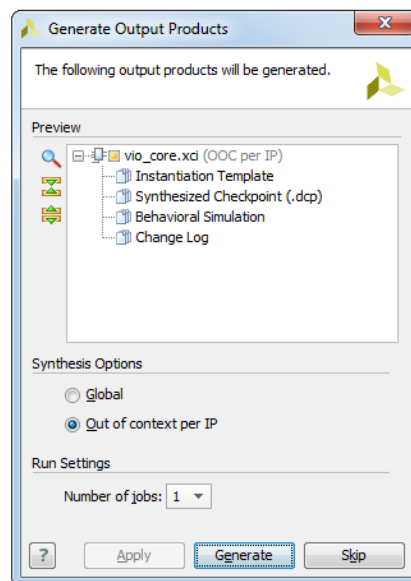 Generate Output Products
The following output products will be generated.
Preview
vio_core.xci (OOC per IP)
Instantiation Template
Synthesized Checkpoint (.dcp)
Behavioral Simulation
Change Log
Synthesis Options
Global
Out of context per IP
Run Settings
Number of jobs: 1
? Apply Generate Skip